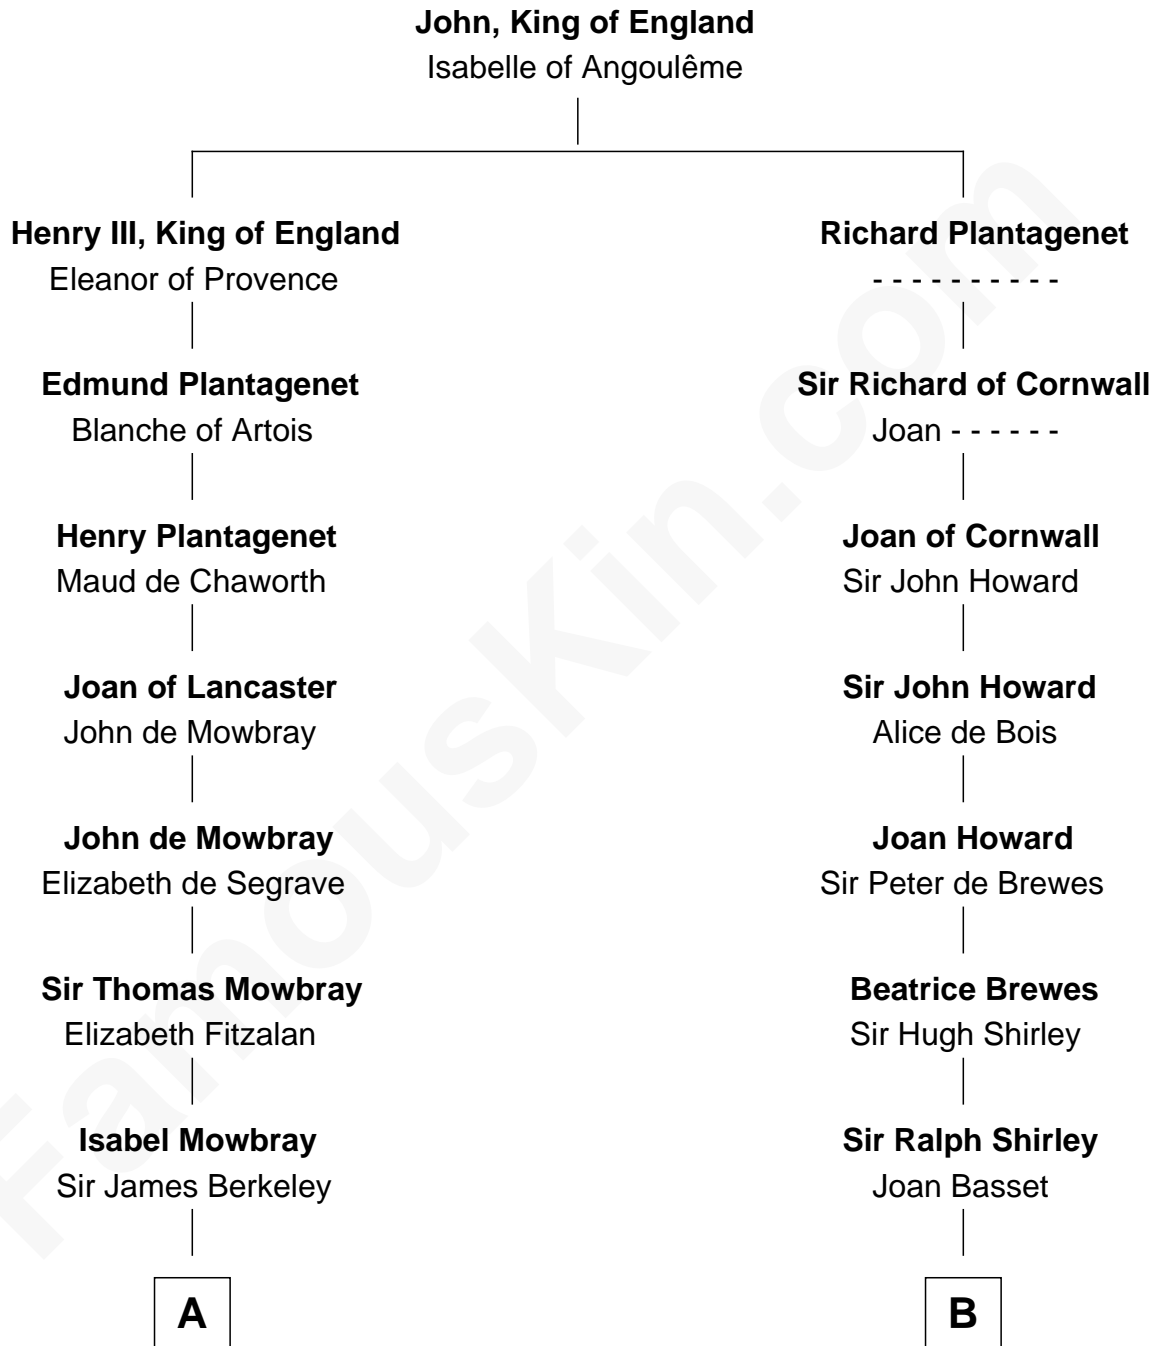 John, King of England
Isabelle of Angoulême
Henry III, King of England
Eleanor of Provence
Richard Plantagenet
- - - - - - - - - -
Edmund Plantagenet
Blanche of Artois
Sir Richard of Cornwall
Joan - - - - - -
Henry Plantagenet
Maud de Chaworth
Joan of Cornwall
Sir John Howard
Joan of Lancaster
John de Mowbray
Sir John Howard
Alice de Bois
John de Mowbray
Elizabeth de Segrave
Joan Howard
Sir Peter de Brewes
Sir Thomas Mowbray
Elizabeth Fitzalan
Beatrice Brewes
Sir Hugh Shirley
Isabel Mowbray
Sir James Berkeley
Sir Ralph Shirley
Joan Basset
A
B
FamousKin.com